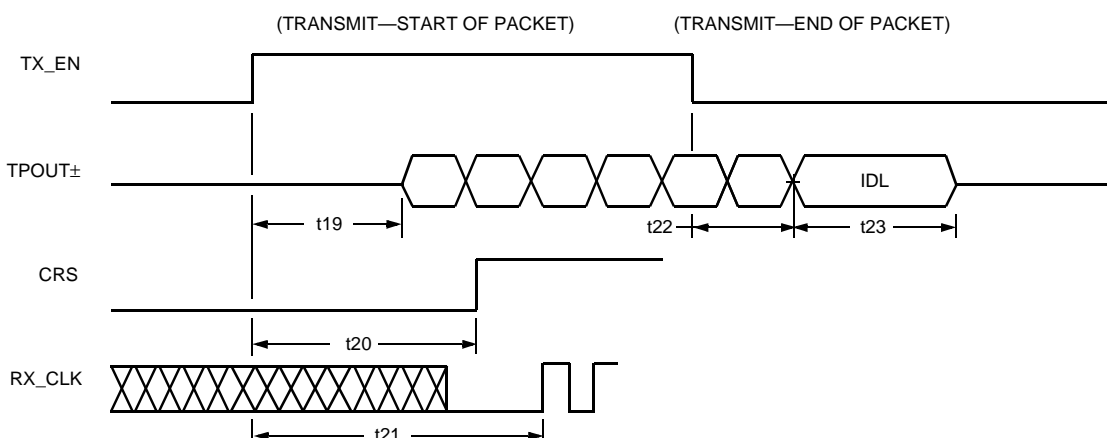 (TRANSMIT—START OF PACKET) (TRANSMIT—END OF PACKET)
TX_EN
TPOUT±
IDL
t19
t22
t23
CRS
t20
RX_CLK
t21